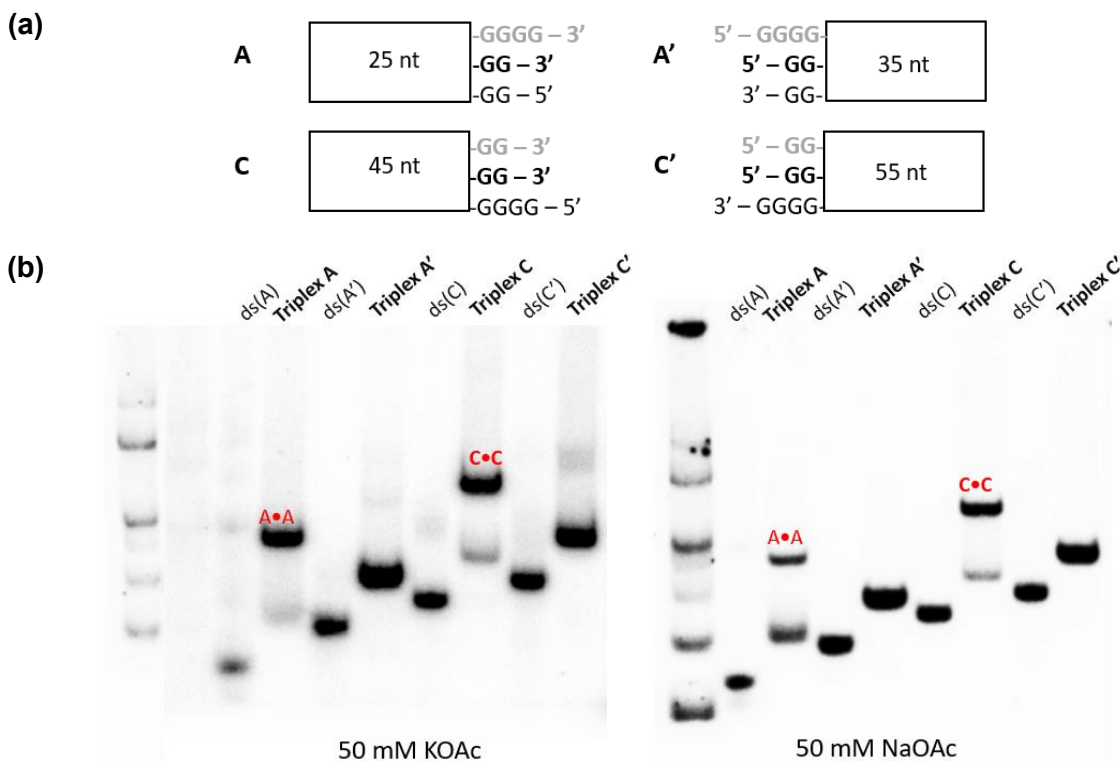 (a)
A
25 nt
-GGGG – 3’
-GG – 3’
-GG – 5’
A’
5’ – GGGG-
5’ – GG-
3’ – GG-
35 nt
C
45 nt
-GG – 3’
-GG – 3’
-GGGG – 5’
C’
5’ – GG-
5’ – GG-
3’ – GGGG-
55 nt
(b)
ds(A)
Triplex A
ds(A’)
Triplex A’
ds(C)
Triplex C
ds(C’)
Triplex C’
A•A
C•C
50 mM KOAc
ds(A)
Triplex A
ds(A’)
Triplex A’
ds(C)
Triplex C
ds(C’)
Triplex C’
A•A
C•C
50 mM NaOAc